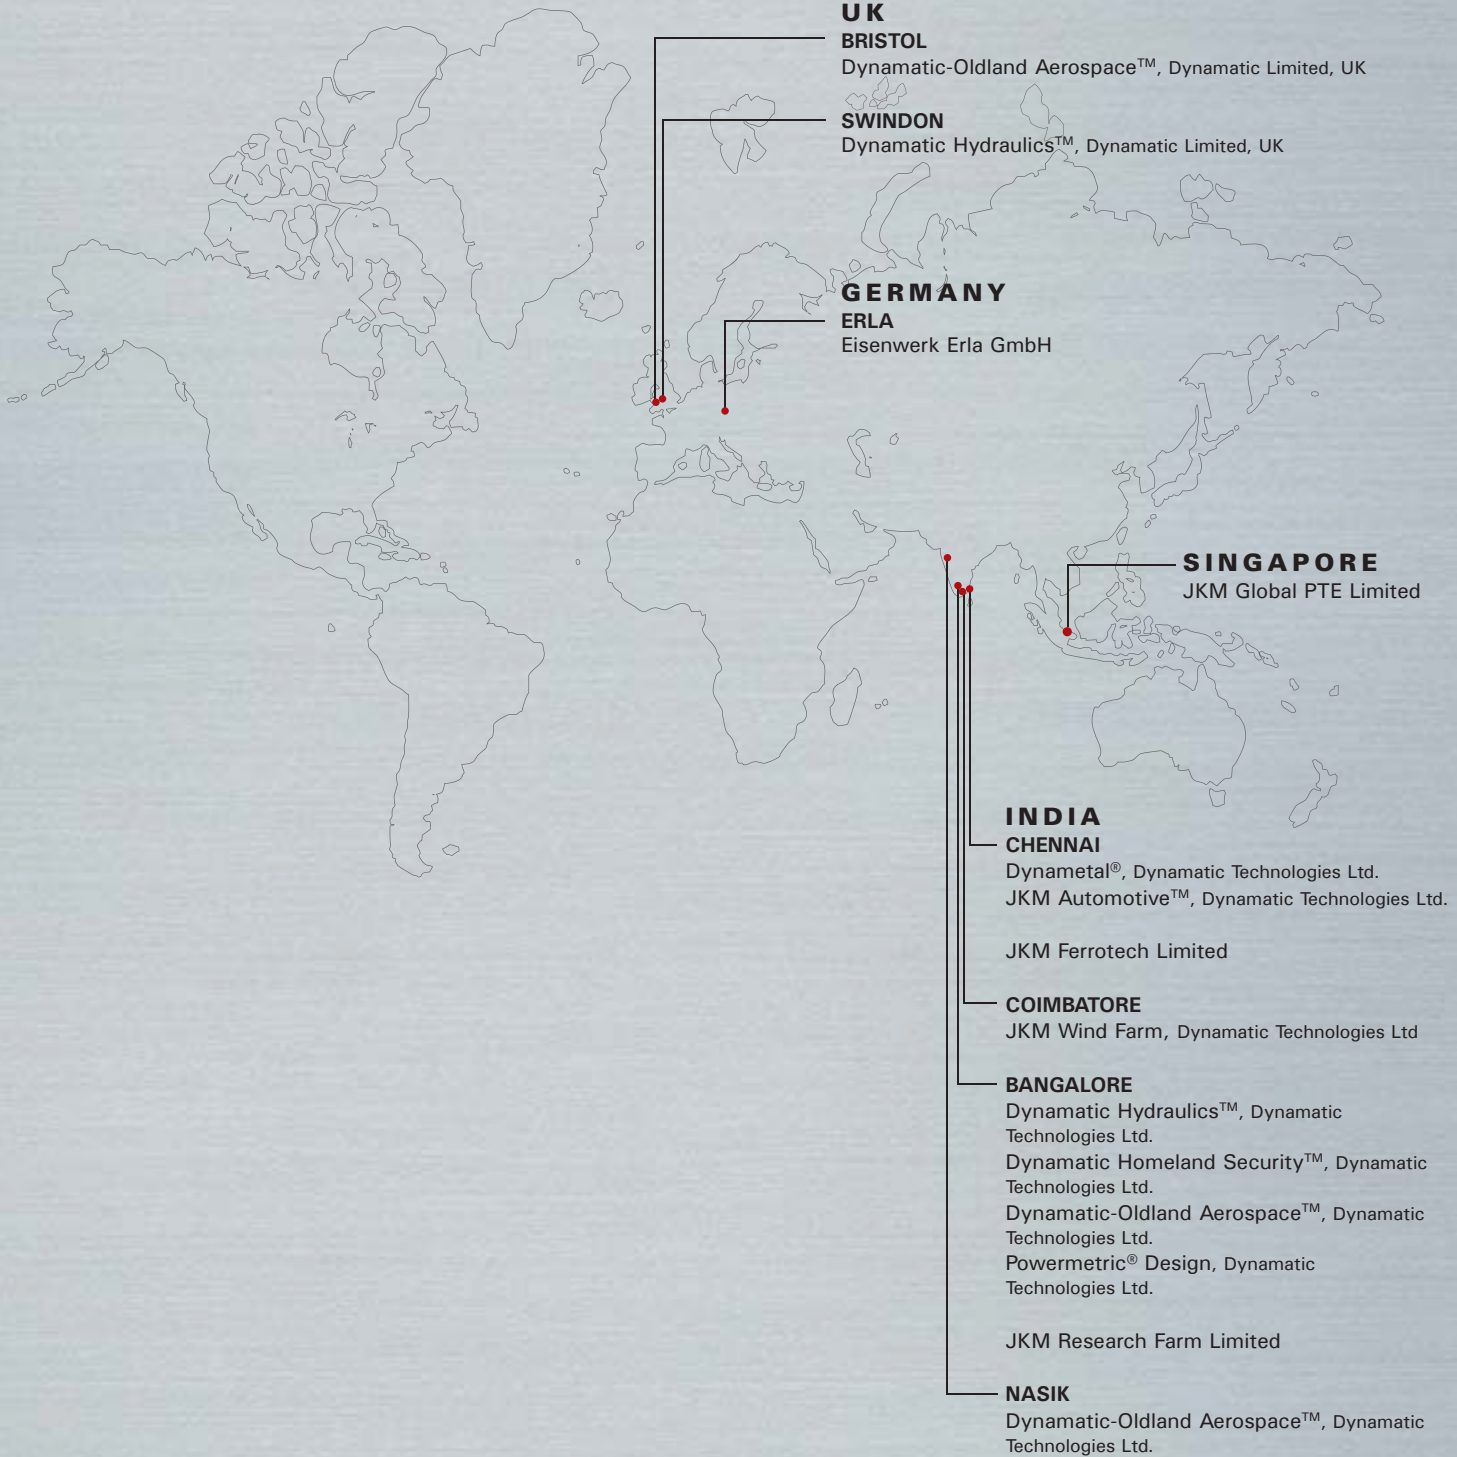 UK
BRISTOL
Dynamatic-Oldland Aerospace™, Dynamatic Limited, UK
SWINDON
Dynamatic Hydraulics™, Dynamatic Limited, UK
GERMANY
ERLA
Eisenwerk Erla GmbH
SINGAPORE
JKM Global PTE Limited
INDIA
CHENNAI
Dynametal®, Dynamatic Technologies Ltd.
JKM Automotive™, Dynamatic Technologies Ltd.
JKM Ferrotech Limited
COIMBATORE
JKM Wind Farm, Dynamatic Technologies Ltd
BANGALORE
Dynamatic Hydraulics™, Dynamatic
Technologies Ltd.
Dynamatic Homeland Security™, Dynamatic
Technologies Ltd.
Dynamatic-Oldland Aerospace™, Dynamatic
Technologies Ltd.
Powermetric® Design, Dynamatic
Technologies Ltd.
JKM Research Farm Limited
NASIK
Dynamatic-Oldland Aerospace™, Dynamatic
Technologies Ltd.